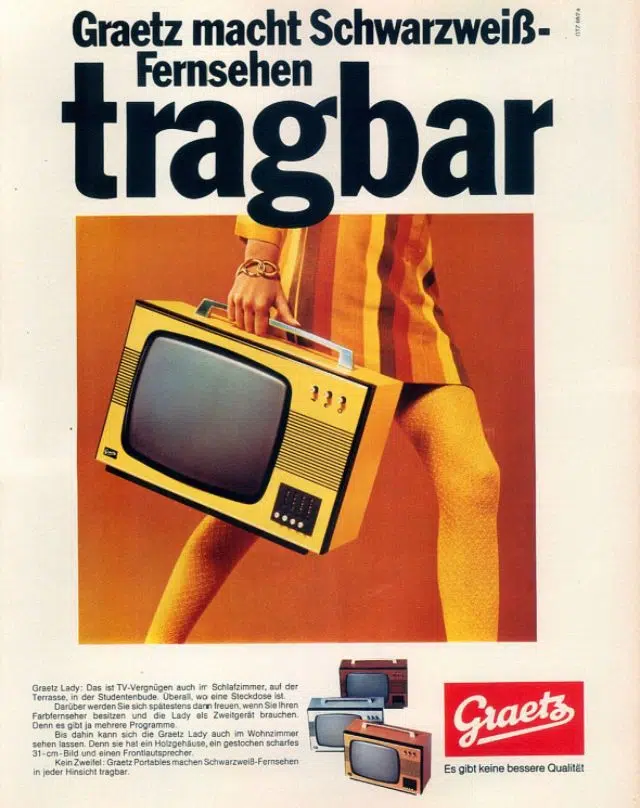 Graetz macht Schwarzweiß-
Fernsehen
tragbar
Graetz Lady: Das ist TV-Vergnügen auch im Schlafzimmer, auf der
Terrasse, in der Studentenbude. Überall, wo eine Steckdose ist.
Darüber werden Sie sich spätestens dann freuen, wenn Sie Ihren
Farbfernseher besitzen und die Lady als Zweitgerät brauchen.
Denn es gibt ja mehrere Programme.
Bis dahin kann sich die Graetz Lady auch im Wohnzimmer
sehen lassen. Denn sie hat ein Holzgehäuse, ein gestochen scharfes
31-cm-Bild und einen Frontlautsprecher.
Kein Zweifel: Graetz Portables machen Schwarzweiß-Fernsehen
in jeder Hinsicht tragbar.
Graetz
Es gibt keine bessere Qualität